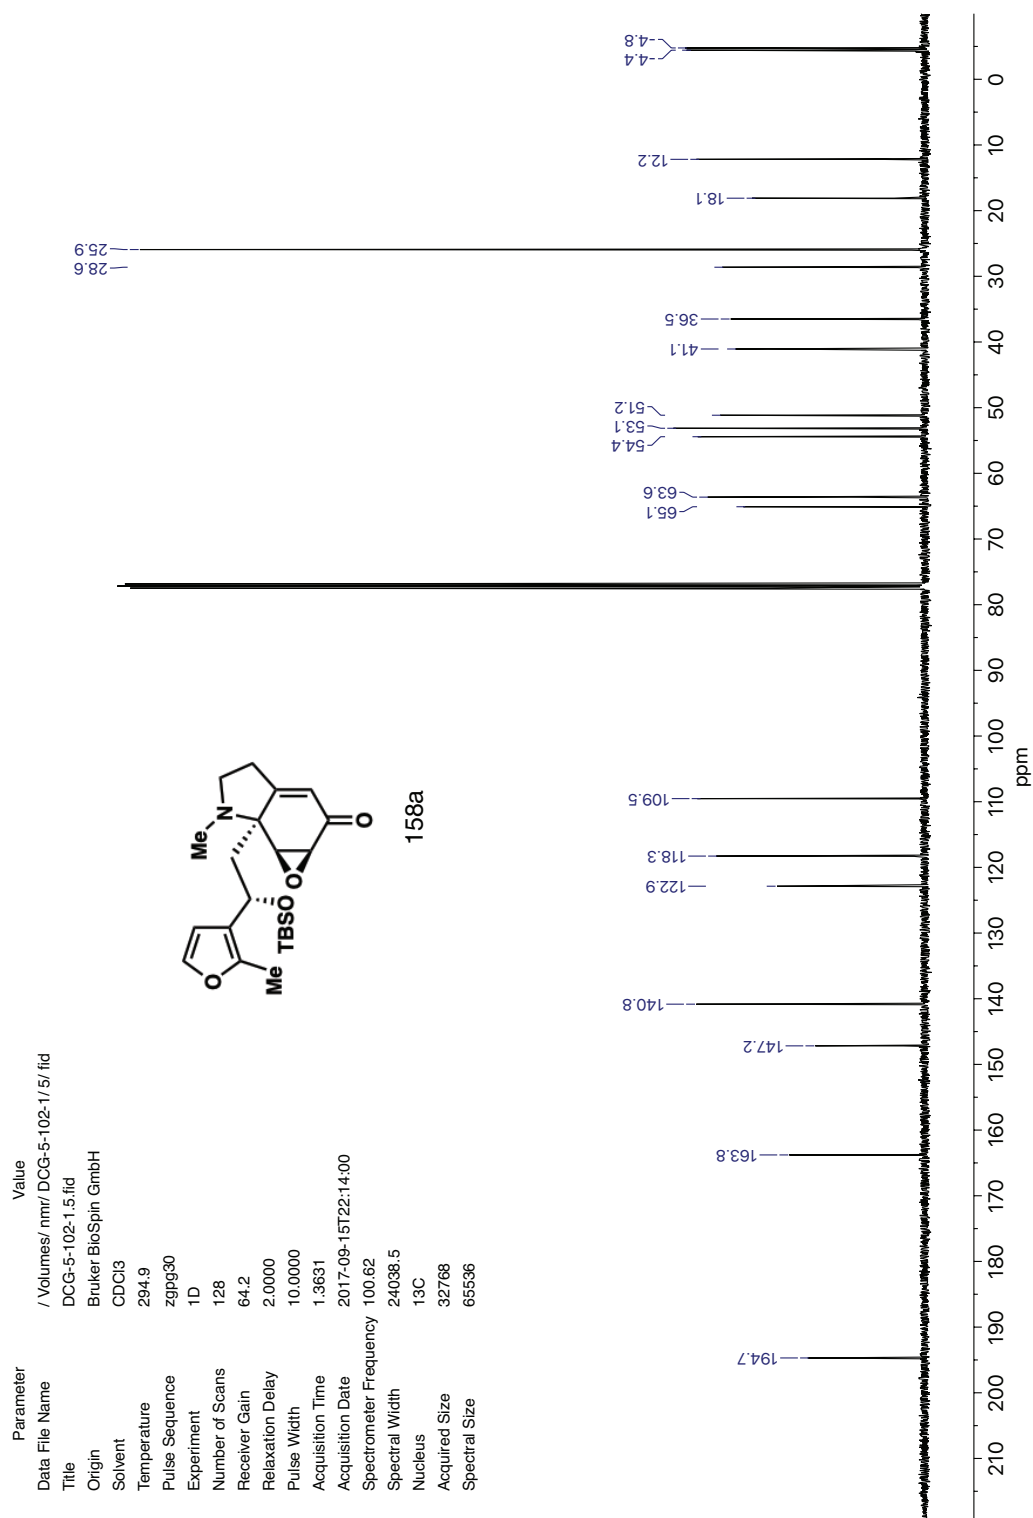 Parameter Value
Data File Name / Volumes/ nmr/ DCG-5-102-1/ 5/ fid
Title DCG-5-102-1.5.fid
Origin Bruker BioSpin GmbH
Solvent CDCl3
Temperature 294.9
Pulse Sequence zgpg30
Experiment 1D
Number of Scans 128
Receiver Gain 64.2
Relaxation Delay 2.0000
Pulse Width 10.0000
Acquisition Time 1.3631
Acquisition Date 2017-09-15T22:14:00
Spectrometer Frequency 100.62
Spectral Width 24038.5
Nucleus 13C
Acquired Size 32768
Spectral Size 65536
Me
N
O
Me
TBSO
O
O
158a
194.7
163.8
147.2
140.8
122.9
118.3
109.5
65.1
63.6
54.4
53.1
51.2
41.1
36.5
28.6
25.9
18.1
12.2
-4.4
-4.8
210 200 190 180 170 160 150 140 130 120 110 100 90 80 70 60 50 40 30 20 10 0
ppm